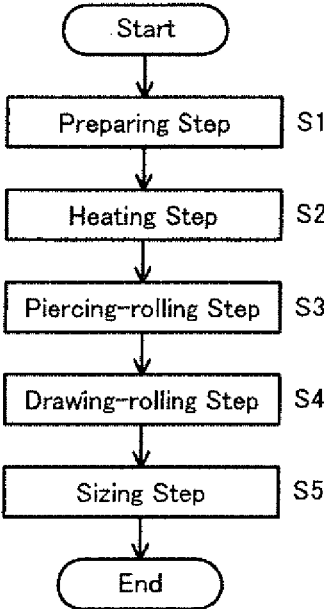 Start
Preparing Step S1
Heating Step S2
Piercing-rolling Step S3
Drawing-rolling Step S4
Sizing Step S5
End